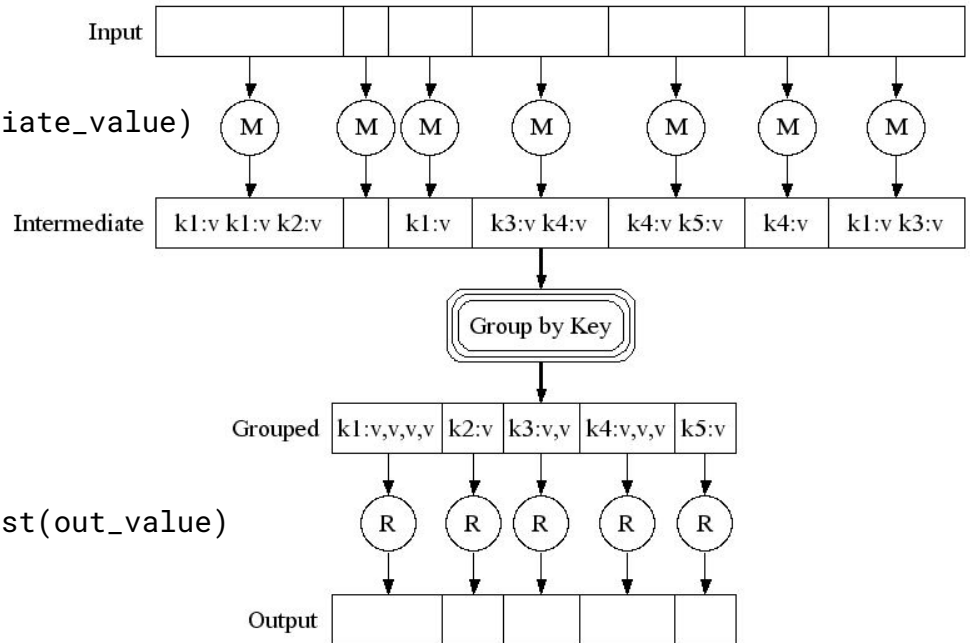 Input
iate_value) M M M M M M M
Intermediate k1:v k1:v k2:v k1:v k3:v k4:v k4:v k5:v k4:v k1:v k3:v
Group by Key
Grouped k1:v,v,v,v k2:v k3:v,v k4:v,v,v k5:v
st(out_value) R R R R R
Output